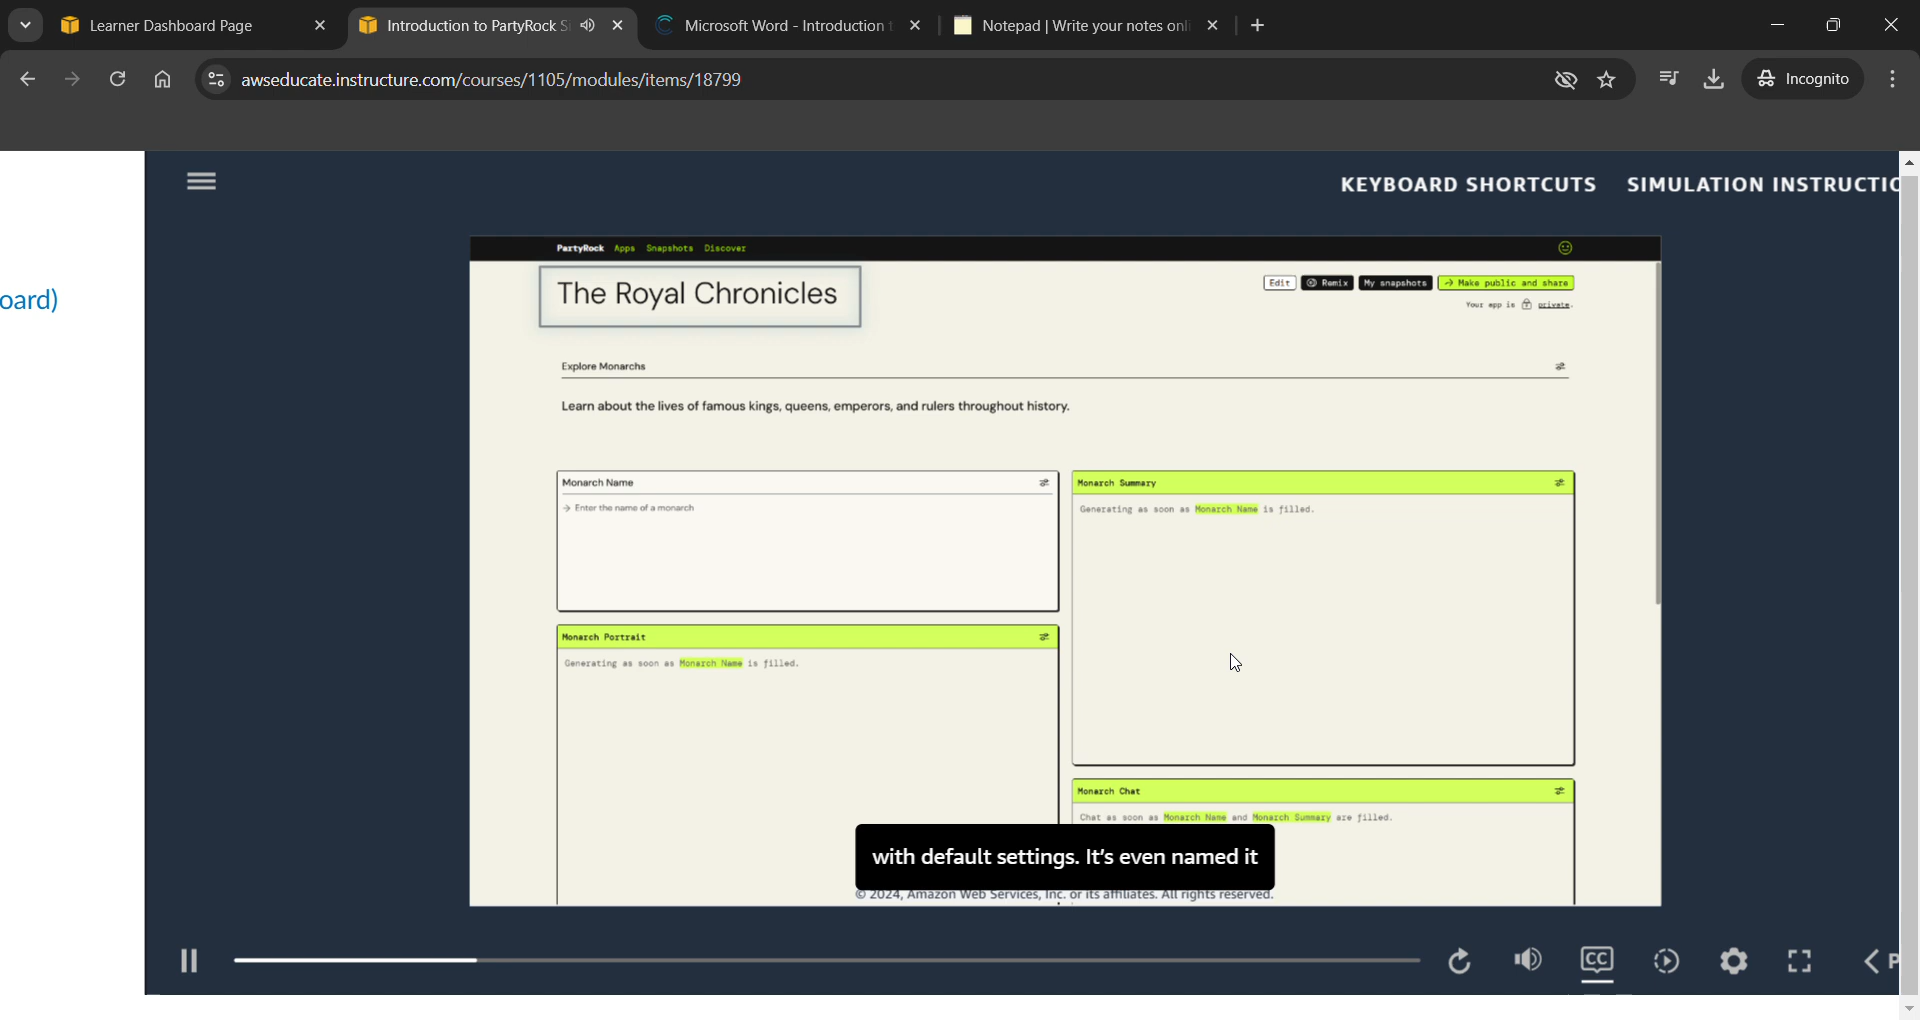 Learner Dashboard Page
Introduction to PartyRock S
Microsoft Word - Introduction
Notepad | Write your notes onl
awseducate.instructure.com/courses/1105/modules/items/18799
Incognito
KEYBOARD SHORTCUTS
SIMULATION INSTRUCTIO
oard)
PartyRock Apps Snapshots Discover
The Royal Chronicles
Edit Remix My snapshots → Make public and share
Your app is private.
Explore Monarchs
Learn about the lives of famous kings, queens, emperors, and rulers throughout history.
Monarch Name
→ Enter the name of a monarch
Monarch Summary
Generating as soon as Monarch Name is filled.
Monarch Portrait
Generating as soon as Monarch Name is filled.
Monarch Chat
Chat as soon as Monarch Name and Monarch Summary are filled.
with default settings. It's even named it
© 2024, Amazon Web Services, Inc. or its affiliates. All rights reserved.
CC
P